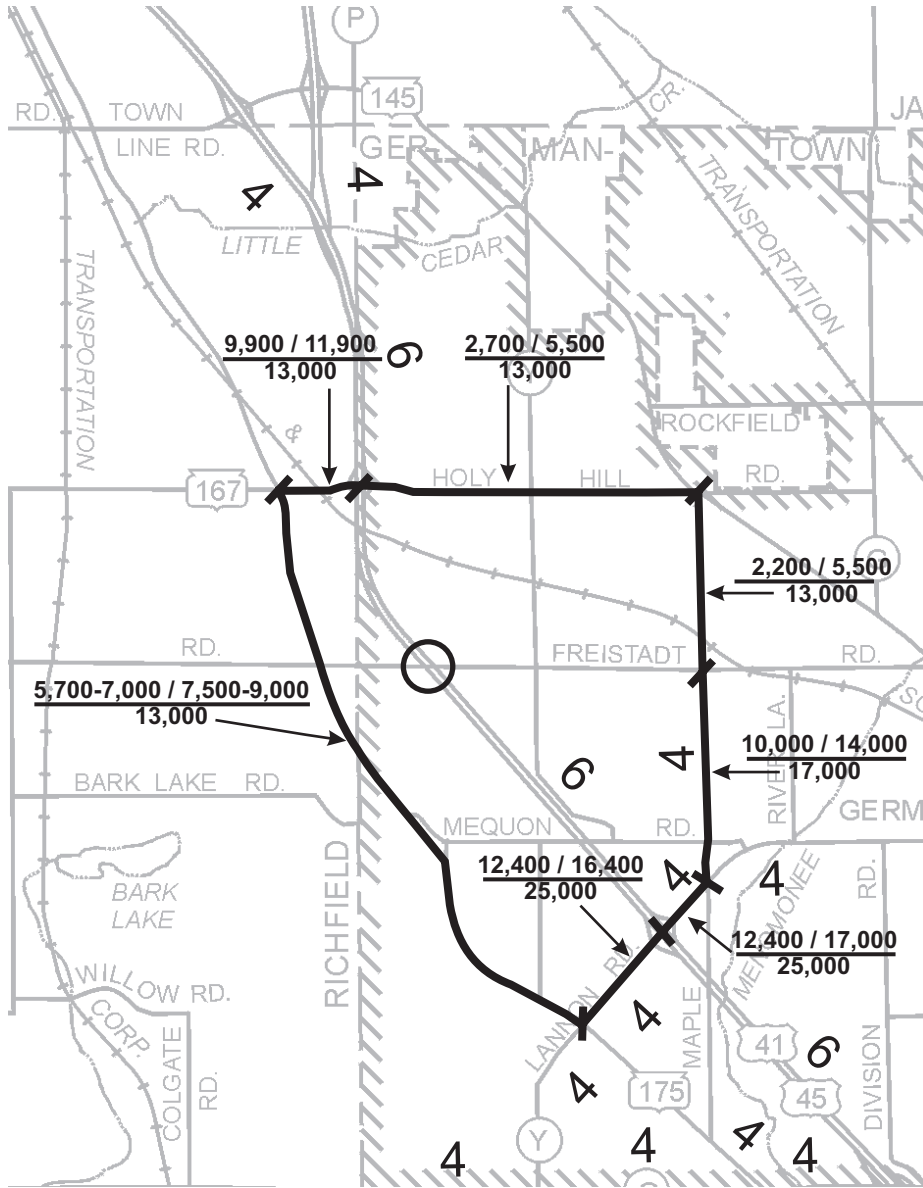 P
145
RD.
TOWN
LINE RD.
GER-
MAN-
TOWN
JA
CR.
TRANSPORTATION
4
4
LITTLE
CEDAR
TRANSPORTATION
9,900 / 11,900
13,000
6
2,700 / 5,500
13,000
&
ROCKFIELD
167
HOLY HILL RD.
2,200 / 5,500
13,000
RD.
FREISTADT
RD.
5,700-7,000 / 7,500-9,000
13,000
4
10,000 / 14,000
17,000
RIVER LA.
6
BARK LAKE RD.
MEQUON RD.
GERM
BARK
LAKE
12,400 / 16,400
25,000
4
4
12,400 / 17,000
25,000
MENOMONEE
RD.
RICHFIELD
WILLOW RD.
CORP.
COLGATE
RD.
LANNON RD.
4
MAPLE
41
6
45
DIVISION
175
4
Y
4
4
4
4